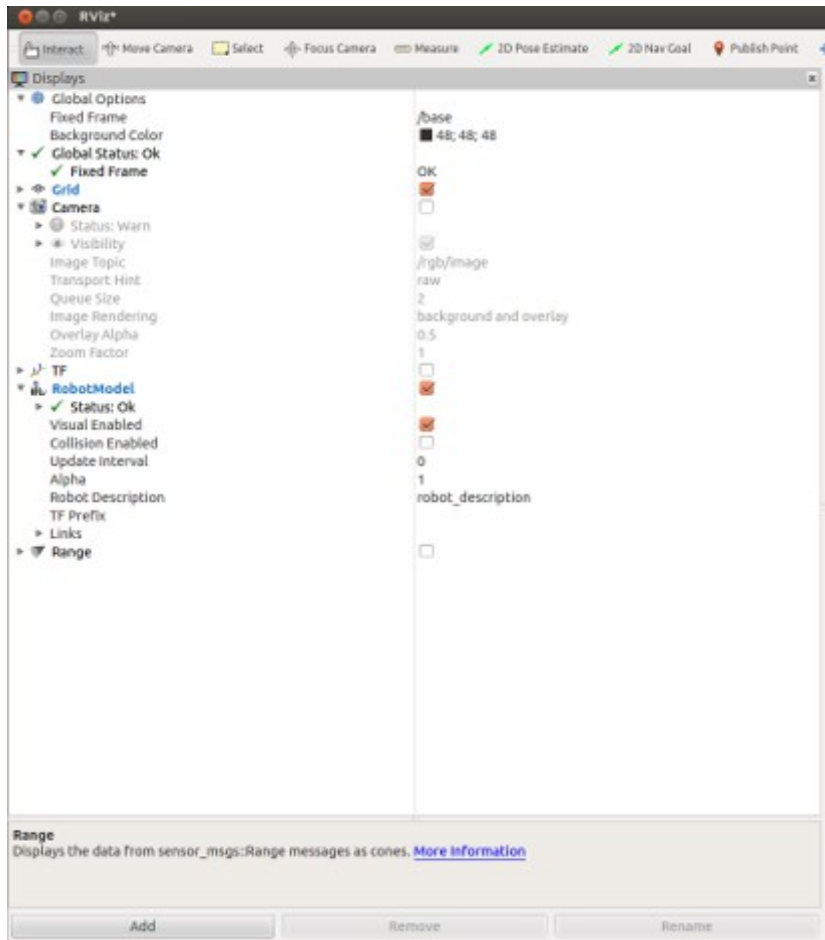 RViz*
Interact Move Camera Select Focus Camera Measure 2D Pose Estimate 2D Nav Goal Publish Point
Displays
Global Options
Fixed Frame /base
Background Color 48; 48; 48
Global Status: Ok
Fixed Frame OK
Grid
Camera
Status: Warn
Visibility
Image Topic /rgb/image
Transport Hint raw
Queue Size 2
Image Rendering background and overlay
Overlay Alpha 0.5
Zoom Factor 1
TF
RobotModel
Status: Ok
Visual Enabled
Collision Enabled
Update Interval 0
Alpha 1
Robot Description robot_description
TF Prefix
Links
Range
Range
Displays the data from sensor_msgs::Range messages as cones. More Information
Add Remove Rename